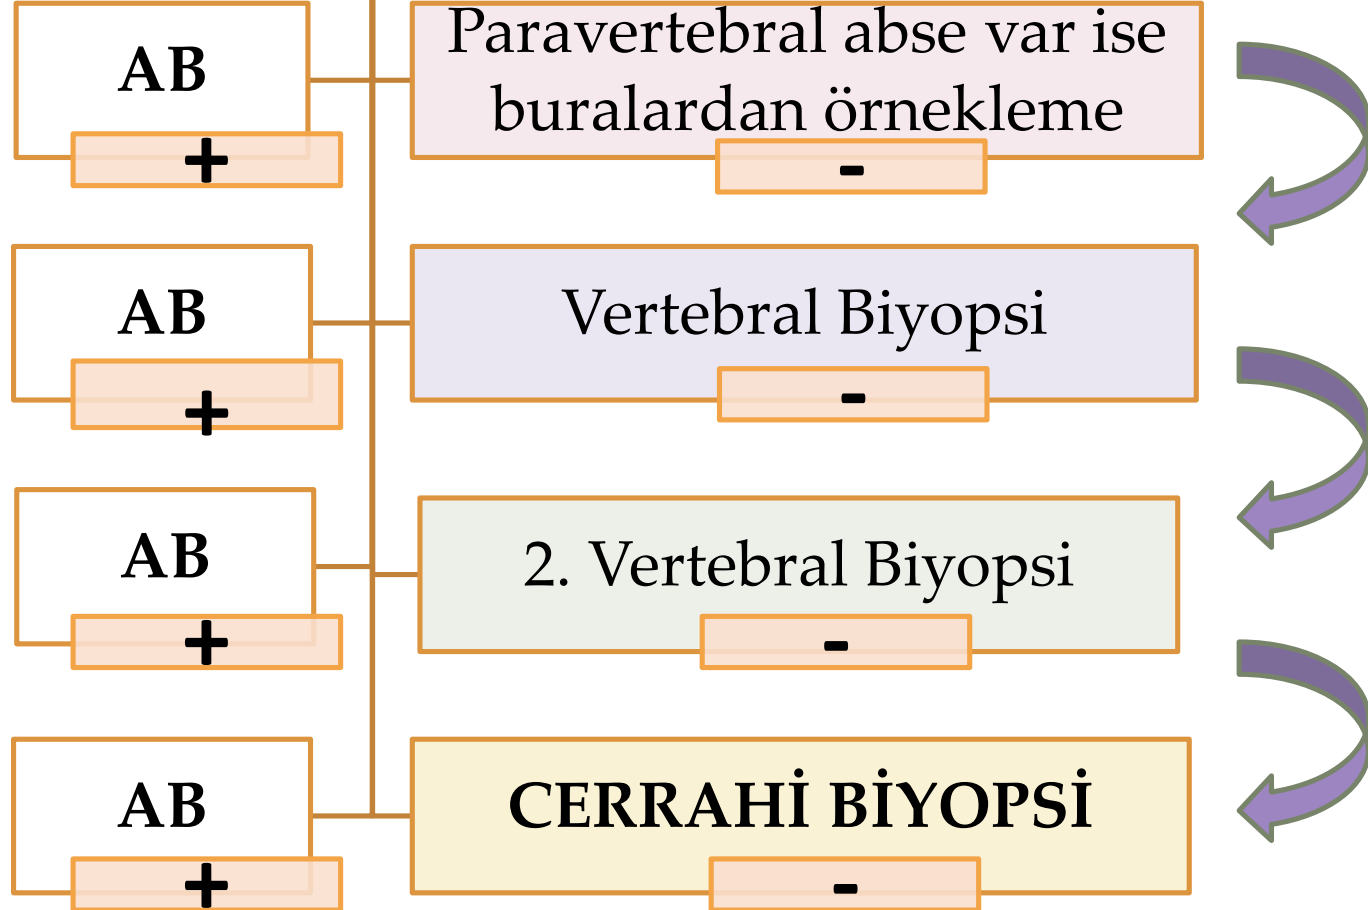 AB
+
Paravertebral abse var ise
buralardan örnekleme
-
AB
+
Vertebral Biyopsi
-
AB
+
2. Vertebral Biyopsi
-
AB
+
CERRAHİ BİYOPSİ
-